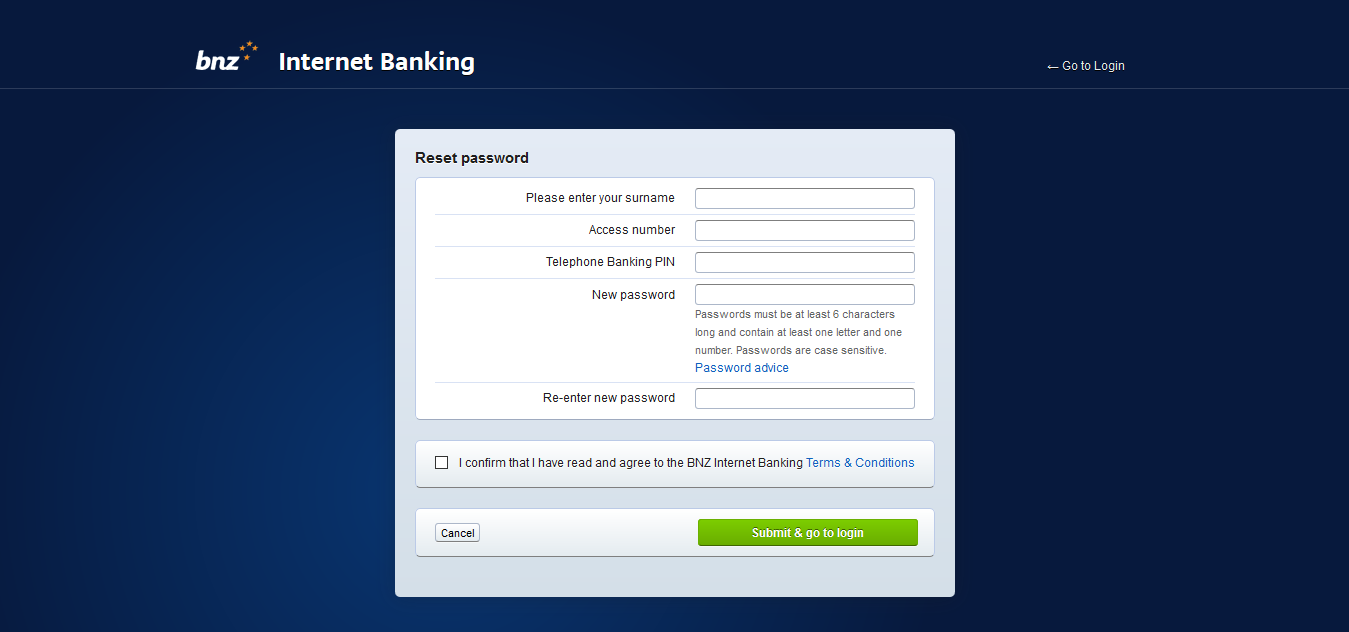 bnz Internet Banking
← Go to Login
Reset password
Please enter your surname
Access number
Telephone Banking PIN
New password
Passwords must be at least 6 characters
long and contain at least one letter and one
number. Passwords are case sensitive.
Password advice
Re-enter new password
I confirm that I have read and agree to the BNZ Internet Banking Terms & Conditions
Cancel
Submit & go to login